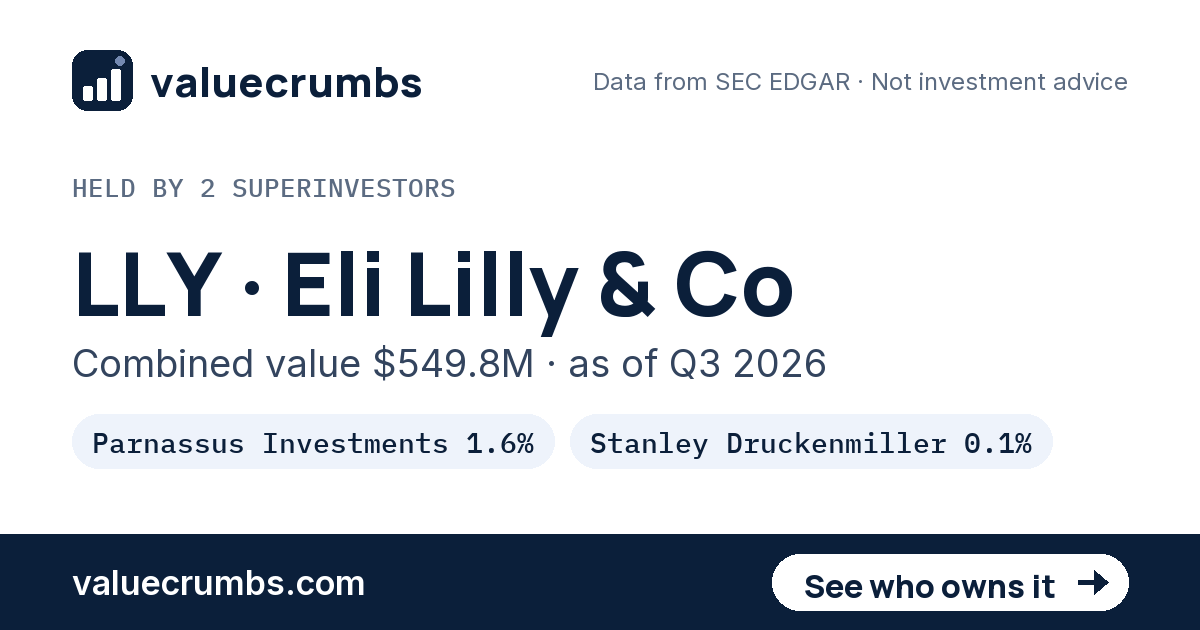 valuecrumbs
Data from SEC EDGAR · Not investment advice
HELD BY 2 SUPERINVESTORS
LLY · Eli Lilly & Co
Combined value $549.8M · as of Q3 2026
Parnassus Investments 1.6%
Stanley Druckenmiller 0.1%
valuecrumbs.com
See who owns it →